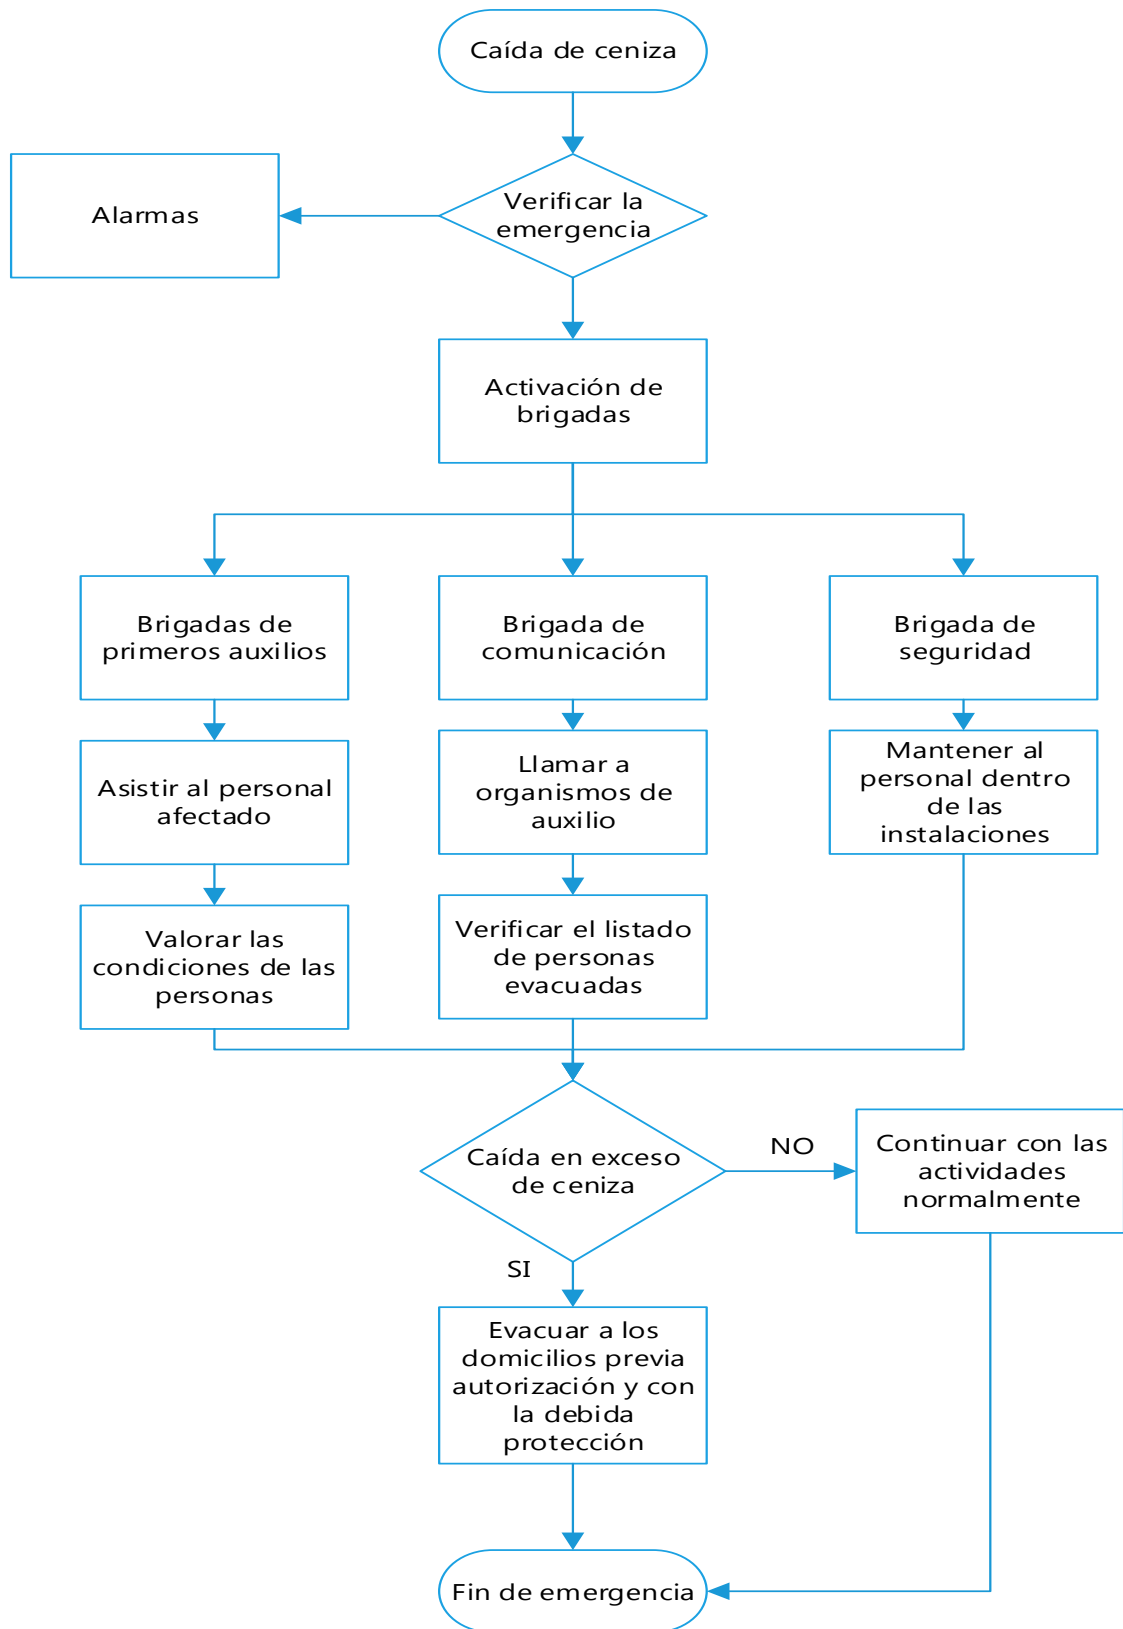 Caída de ceniza
Verificar la
emergencia
Alarmas
Activación de
brigadas
Brigadas de
primeros auxilios
Brigada de
comunicación
Brigada de
seguridad
Asistir al personal
afectado
Llamar a
organismos de
auxilio
Mantener al
personal dentro
de las
instalaciones
Valorar las
condiciones de las
personas
Verificar el listado
de personas
evacuadas
Caída en exceso
de ceniza
NO
Continuar con las
actividades
normalmente
SI
Evacuar a los
domicilios previa
autorización y con
la debida
protección
Fin de emergencia